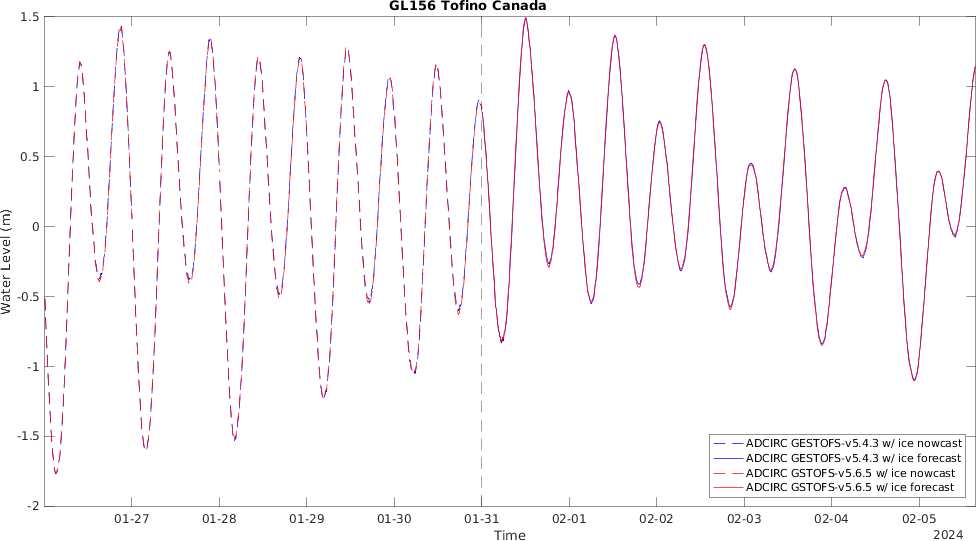 GL156 Tofino Canada
1.5
1
0.5
0
-0.5
-1
-1.5
-2
Water Level (m)
01-27 01-28 01-29 01-30 01-31 02-01 02-02 02-03 02-04 02-05
Time
2024
ADCIRC GESTOFS-v5.4.3 w/ ice nowcast
ADCIRC GESTOFS-v5.4.3 w/ ice forecast
ADCIRC GSTOFS-v5.6.5 w/ ice nowcast
ADCIRC GSTOFS-v5.6.5 w/ ice forecast